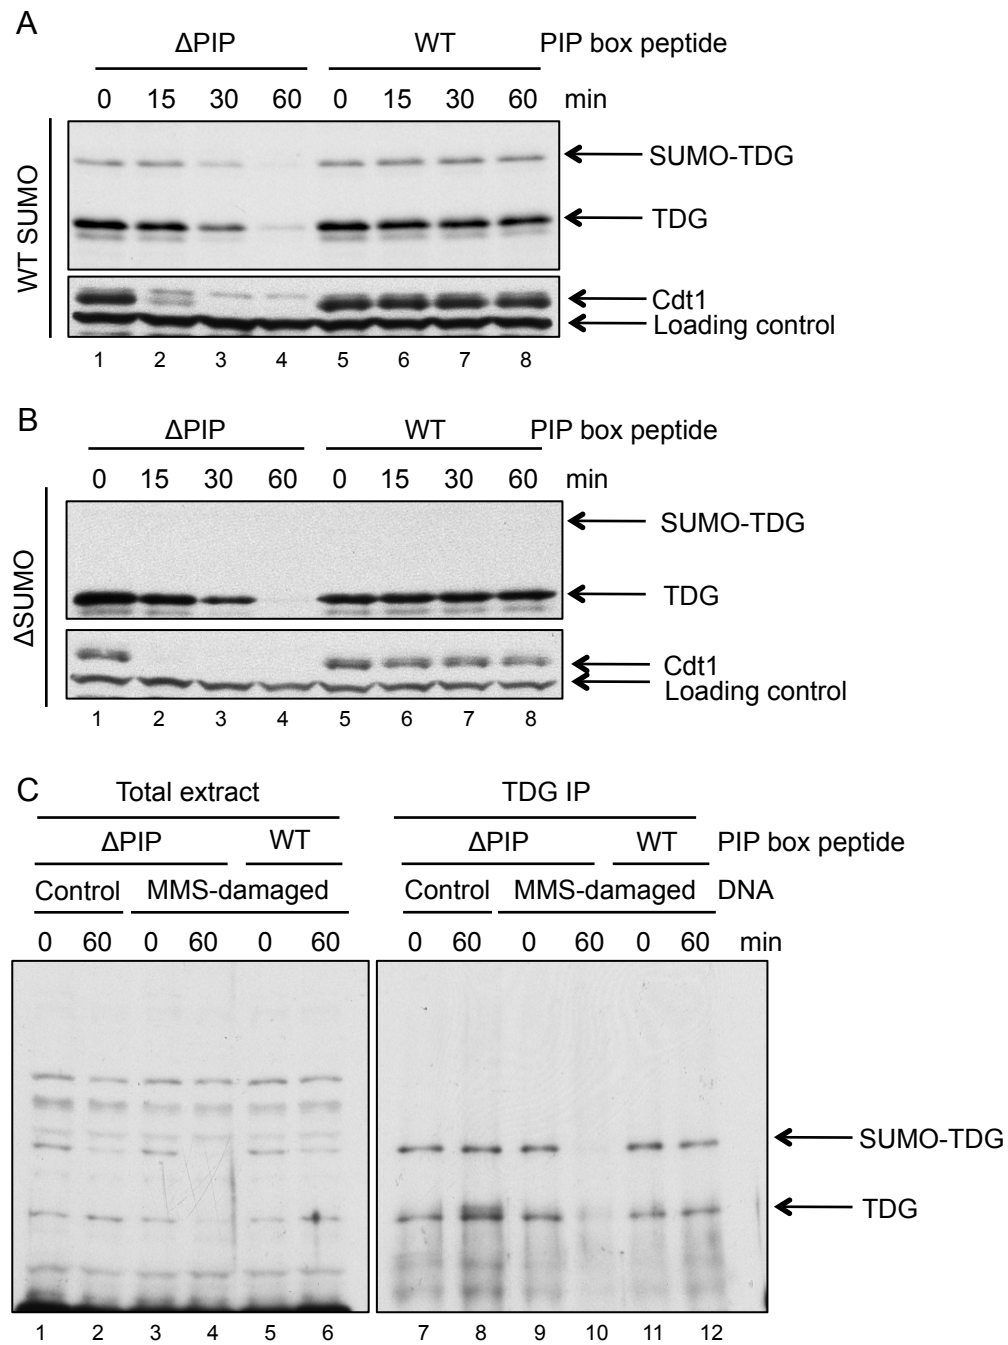 A
ΔPIP WT PIP box peptide
0 15 30 60 0 15 30 60 min
WT SUMO
SUMO-TDG
TDG
Cdt1
Loading control
1 2 3 4 5 6 7 8
B
ΔPIP WT PIP box peptide
0 15 30 60 0 15 30 60 min
ΔSUMO
SUMO-TDG
TDG
Cdt1
Loading control
1 2 3 4 5 6 7 8
C
Total extract TDG IP
ΔPIP WT ΔPIP WT PIP box peptide
Control MMS-damaged Control MMS-damaged DNA
0 60 0 60 0 60 0 60 0 60 0 60 min
SUMO-TDG
TDG
1 2 3 4 5 6 7 8 9 10 11 12